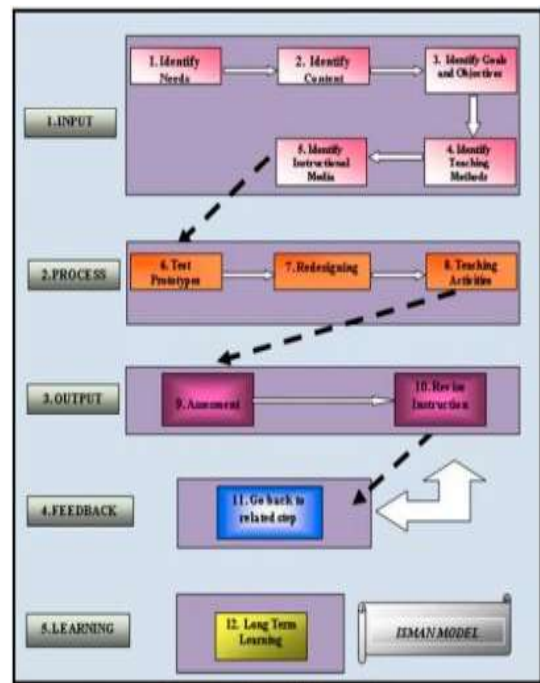 1. Identify
Needs
2. Identify
Content
3. Identify Goals
and Objectives
1.INPUT
5. Identify
Instructional
Media
4. Identify
Teaching
Methods
6. Test
Prototypes
7. Redesigning
8. Teaching
Activities
2.PROCESS
9. Assesment
10. Revise
Instruction
3.OUTPUT
11. Go back to
related step
4.FEEDBACK
12. Long Term
Learning
5.LEARNING
ISMAN MODEL